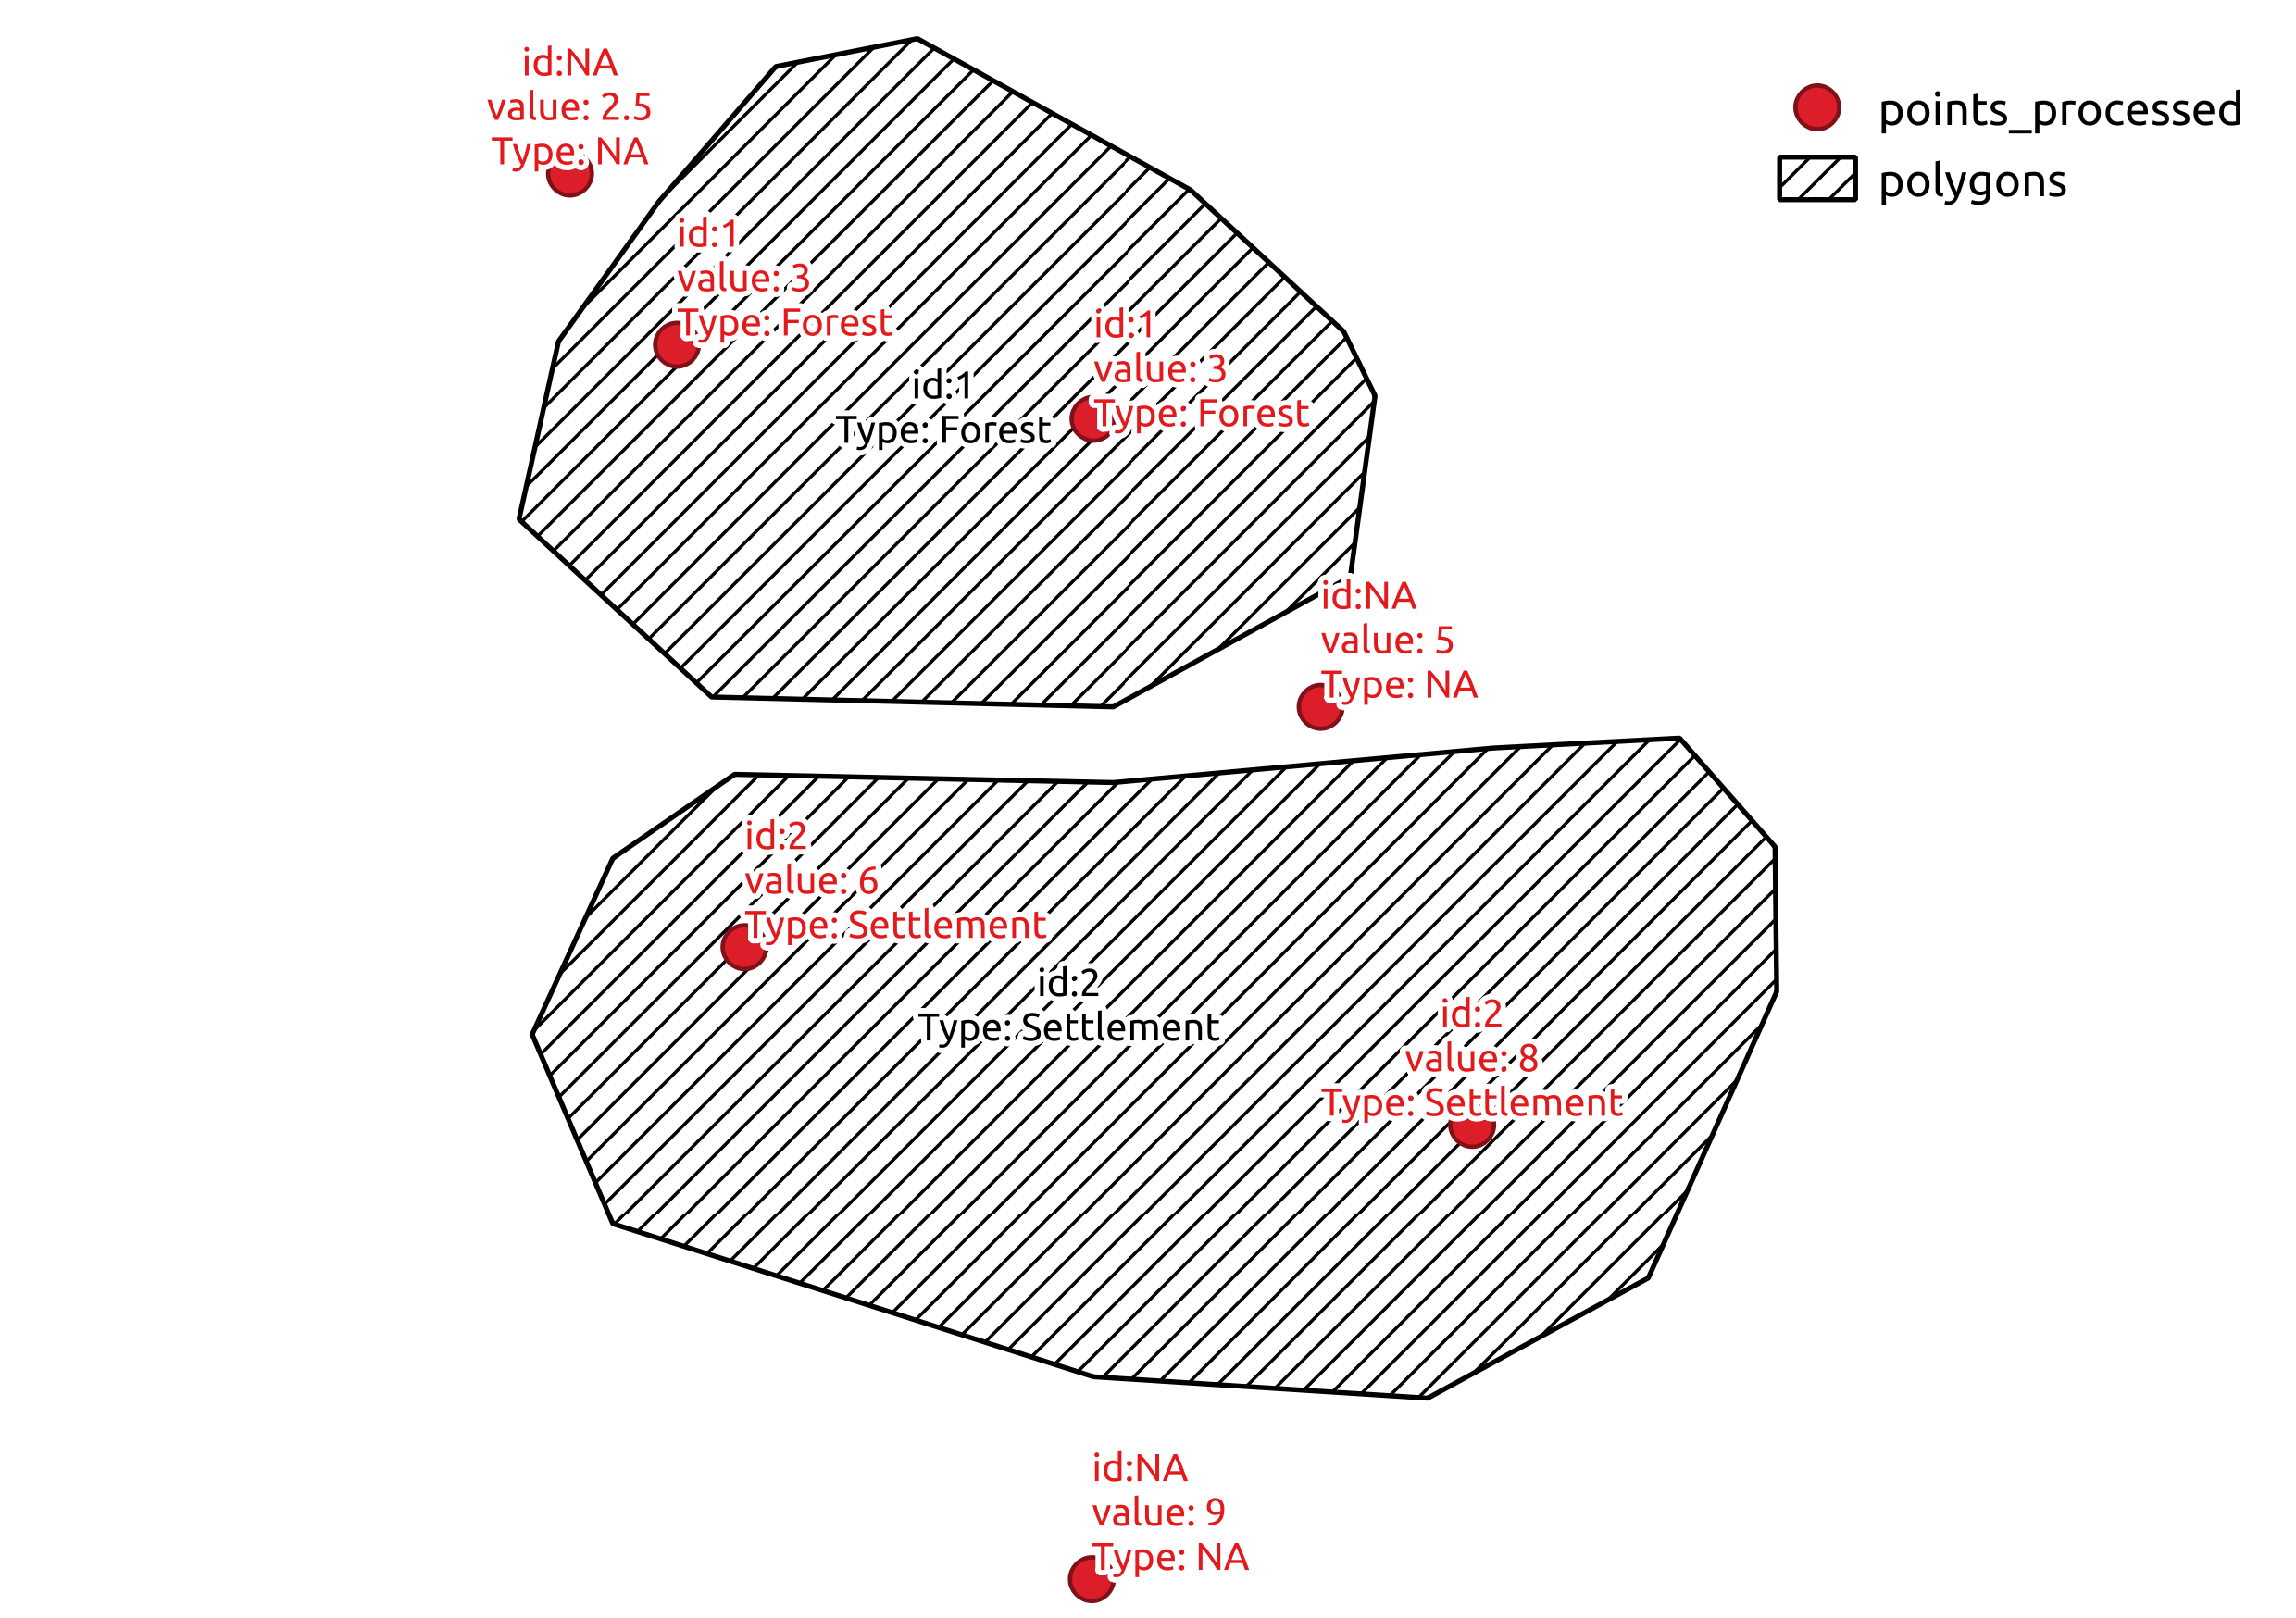 id:NA
value: 2.5
Type: NA
points_processed
polygons
id:1
value: 3
Type: Forest
id:1
value: 3
Type: Forest
id:1
Type: Forest
id:NA
value: 5
Type: NA
id:2
value: 6
Type: Settlement
id:2
Type: Settlement
id:2
value: 8
Type: Settlement
id:NA
value: 9
Type: NA